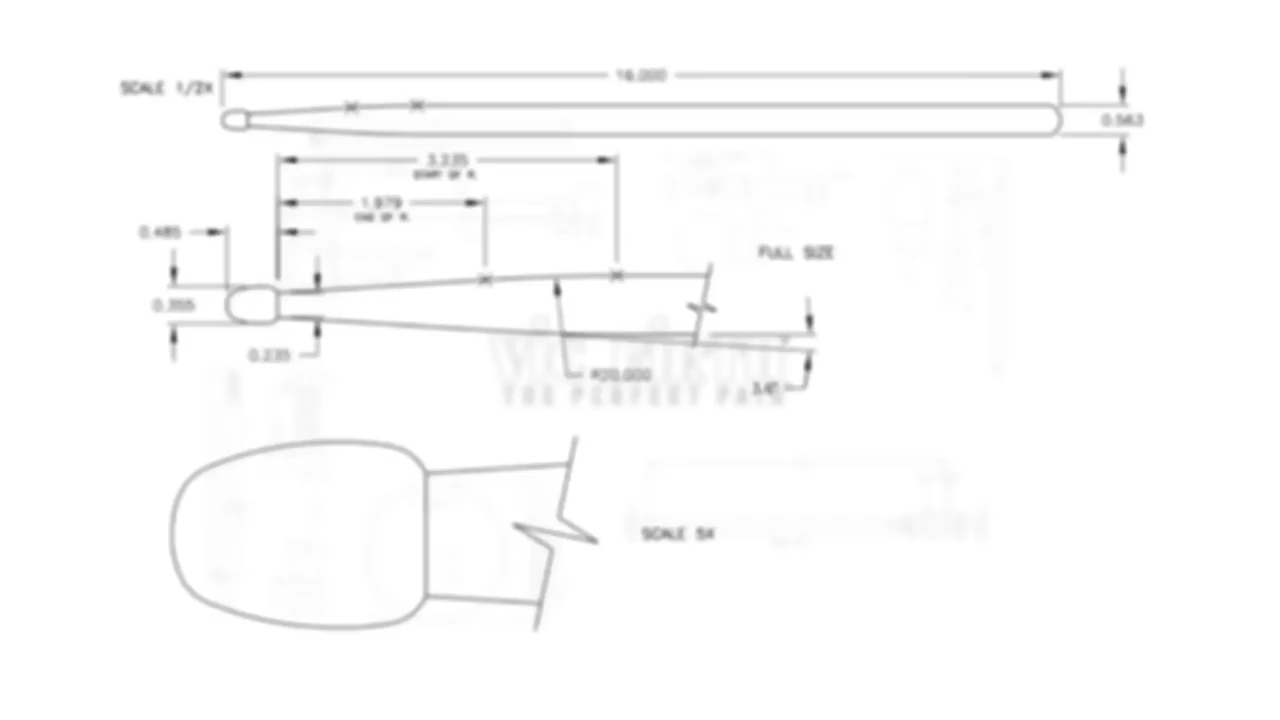 SCALE 1/2X
16.000
0.563
3.235
START OF R.
1.979
END OF R.
0.485
FULL SIZE
0.355
0.235
R20.000
THE PERFECT PAIR
SCALE 5X